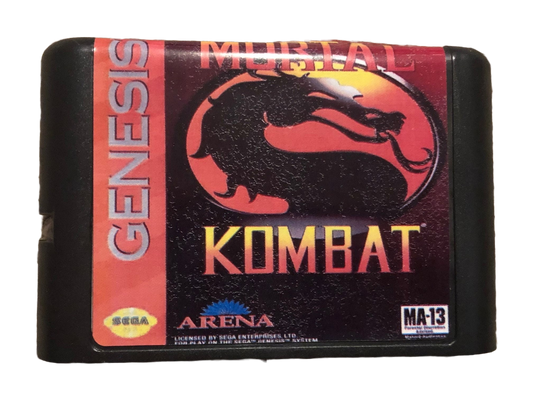 GENESIS
MORTAL
KOMBAT
SEGA
ARENA
LICENSED BY SEGA ENTERPRISES LTD.
FOR PLAY ON THE SEGA™ GENESIS™ SYSTEM
MA-13